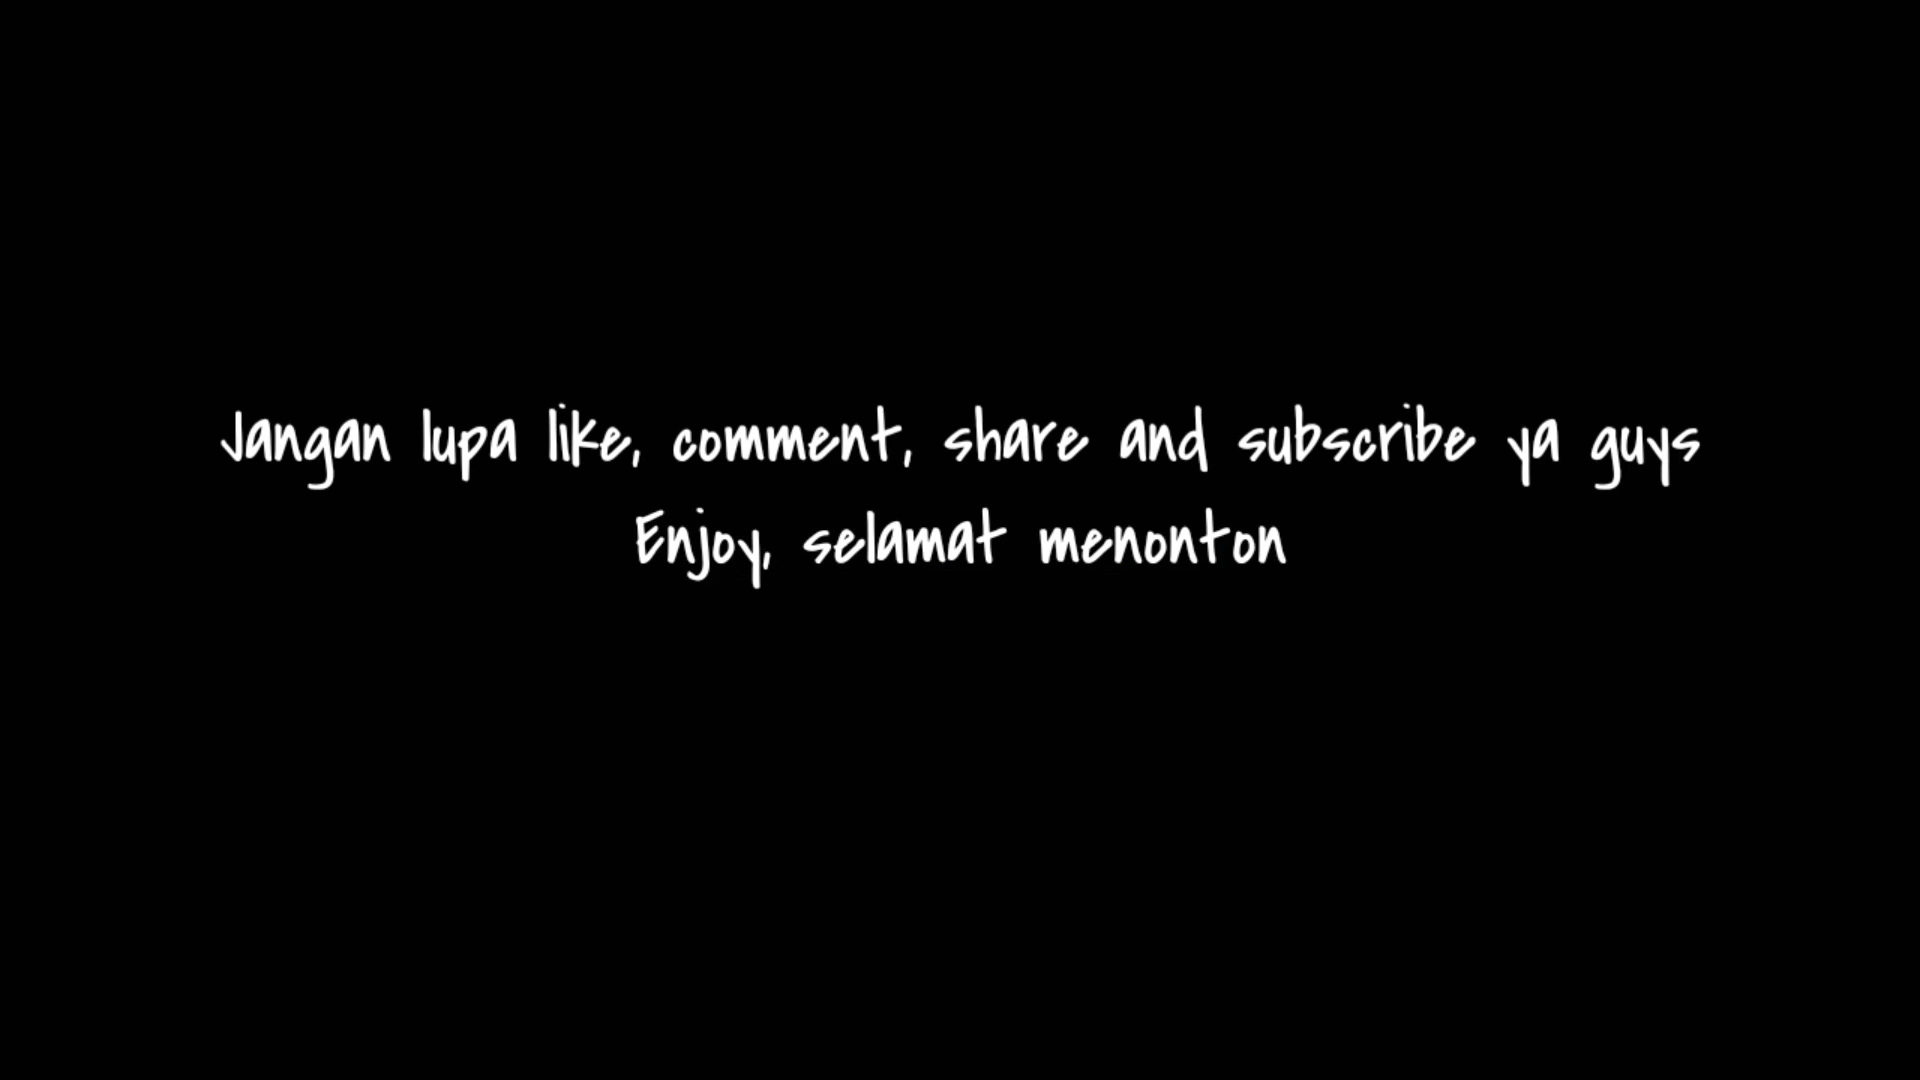 Jangan lupa like, comment, share and subscribe ya guys
Enjoy, selamat menonton